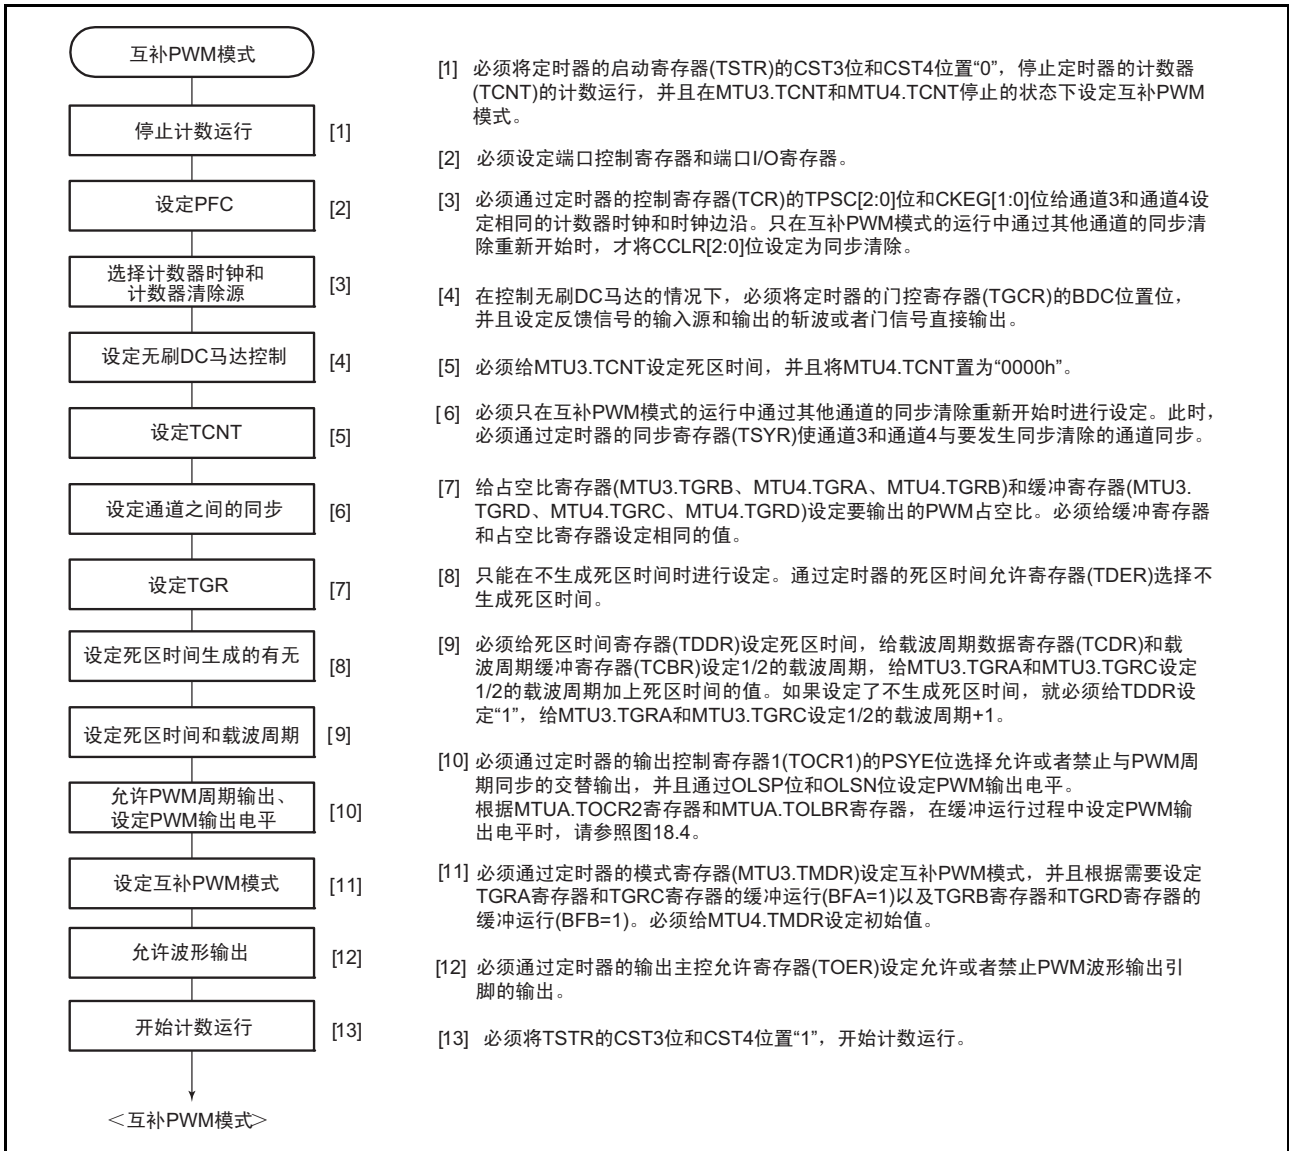 互补PWM模式
停止计数运行 [1]
设定PFC [2]
选择计数器时钟和
计数器清除源 [3]
设定无刷DC马达控制 [4]
设定TCNT [5]
设定通道之间的同步 [6]
设定TGR [7]
设定死区时间生成的有无 [8]
设定死区时间和载波周期 [9]
允许PWM周期输出、
设定PWM输出电平 [10]
设定互补PWM模式 [11]
允许波形输出 [12]
开始计数运行 [13]
＜互补PWM模式＞
[1] 必须将定时器的启动寄存器(TSTR)的CST3位和CST4位置“0”，停止定时器的计数器
(TCNT)的计数运行，并且在MTU3.TCNT和MTU4.TCNT停止的状态下设定互补PWM
模式。
[2] 必须设定端口控制寄存器和端口I/O寄存器。
[3] 必须通过定时器的控制寄存器(TCR)的TPSC[2:0]位和CKEG[1:0]位给通道3和通道4设
定相同的计数器时钟和时钟边沿。只在互补PWM模式的运行中通过其他通道的同步清
除重新开始时，才将CCLR[2:0]位设定为同步清除。
[4] 在控制无刷DC马达的情况下，必须将定时器的门控寄存器(TGCR)的BDC位置位，
并且设定反馈信号的输入源和输出的斩波或者门信号直接输出。
[5] 必须给MTU3.TCNT设定死区时间，并且将MTU4.TCNT置为“0000h”。
[6] 必须只在互补PWM模式的运行中通过其他通道的同步清除重新开始时进行设定。此时，
必须通过定时器的同步寄存器(TSYR)使通道3和通道4与要发生同步清除的通道同步。
[7] 给占空比寄存器(MTU3.TGRB、MTU4.TGRA、MTU4.TGRB)和缓冲寄存器(MTU3.
TGRD、MTU4.TGRC、MTU4.TGRD)设定要输出的PWM占空比。必须给缓冲寄存器
和占空比寄存器设定相同的值。
[8] 只能在不生成死区时间时进行设定。通过定时器的死区时间允许寄存器(TDER)选择不
生成死区时间。
[9] 必须给死区时间寄存器(TDDR)设定死区时间，给载波周期数据寄存器(TCDR)和载
波周期缓冲寄存器(TCBR)设定1/2的载波周期，给MTU3.TGRA和MTU3.TGRC设定
1/2的载波周期加上死区时间的值。如果设定了不生成死区时间，就必须给TDDR设
定“1”，给MTU3.TGRA和MTU3.TGRC设定1/2的载波周期+1。
[10] 必须通过定时器的输出控制寄存器1(TOCR1)的PSYE位选择允许或者禁止与PWM周
期同步的交替输出，并且通过OLSP位和OLSN位设定PWM输出电平。
根据MTUA.TOCR2寄存器和MTUA.TOLBR寄存器，在缓冲运行过程中设定PWM输
出电平时，请参照图18.4。
[11] 必须通过定时器的模式寄存器(MTU3.TMDR)设定互补PWM模式，并且根据需要设定
TGRA寄存器和TGRC寄存器的缓冲运行(BFA=1)以及TGRB寄存器和TGRD寄存器的
缓冲运行(BFB=1)。必须给MTU4.TMDR设定初始值。
[12] 必须通过定时器的输出主控允许寄存器(TOER)设定允许或者禁止PWM波形输出引
脚的输出。
[13] 必须将TSTR的CST3位和CST4位置“1”，开始计数运行。